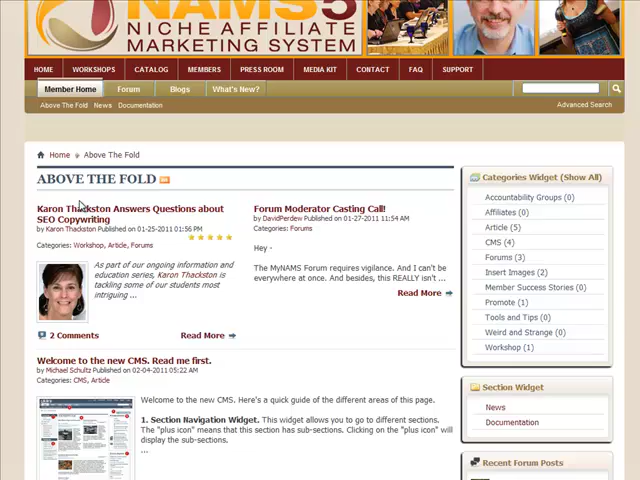 NAMS5
NICHE AFFILIATE
MARKETING SYSTEM
HOME WORKSHOPS CATALOG MEMBERS PRESS ROOM MEDIA KIT CONTACT FAQ SUPPORT
Member Home Forum Blogs What's New?
Above The Fold News Documentation Advanced Search
Home Above The Fold
ABOVE THE FOLD
Karon Thackston Answers Questions about
SEO Copywriting
by Karon Thackston Published on 01-25-2011 01:56 PM
Categories: Workshop, Article, Forums
As part of our ongoing information and
education series, Karon Thackston is
tackling some of our students most
intriguing ...
2 Comments Read More
Forum Moderator Casting Call!
by DavidPerdew Published on 01-27-2011 11:54 AM
Categories: Forums
Hey -
The MyNAMS Forum requires vigilance. And I can't be
everywhere at once. And besides, this REALLY isn't ...
Read More
Welcome to the new CMS. Read me first.
by Michael Schultz Published on 02-04-2011 05:22 AM
Categories: CMS, Article
Welcome to the new CMS. Here's a quick guide of the different areas of this page.
1. Section Navigation Widget. This widget allows you to go to different sections.
The "plus icon" means that this section has sub-sections. Clicking on the "plus icon" will
display the sub-sections.
...
Categories Widget (Show All)
Accountability Groups (0)
Affiliates (0)
Article (5)
CMS (4)
Forums (3)
Insert Images (2)
Member Success Stories (0)
Promote (1)
Tools and Tips (0)
Weird and Strange (0)
Workshop (1)
Section Widget
News
Documentation
Recent Forum Posts